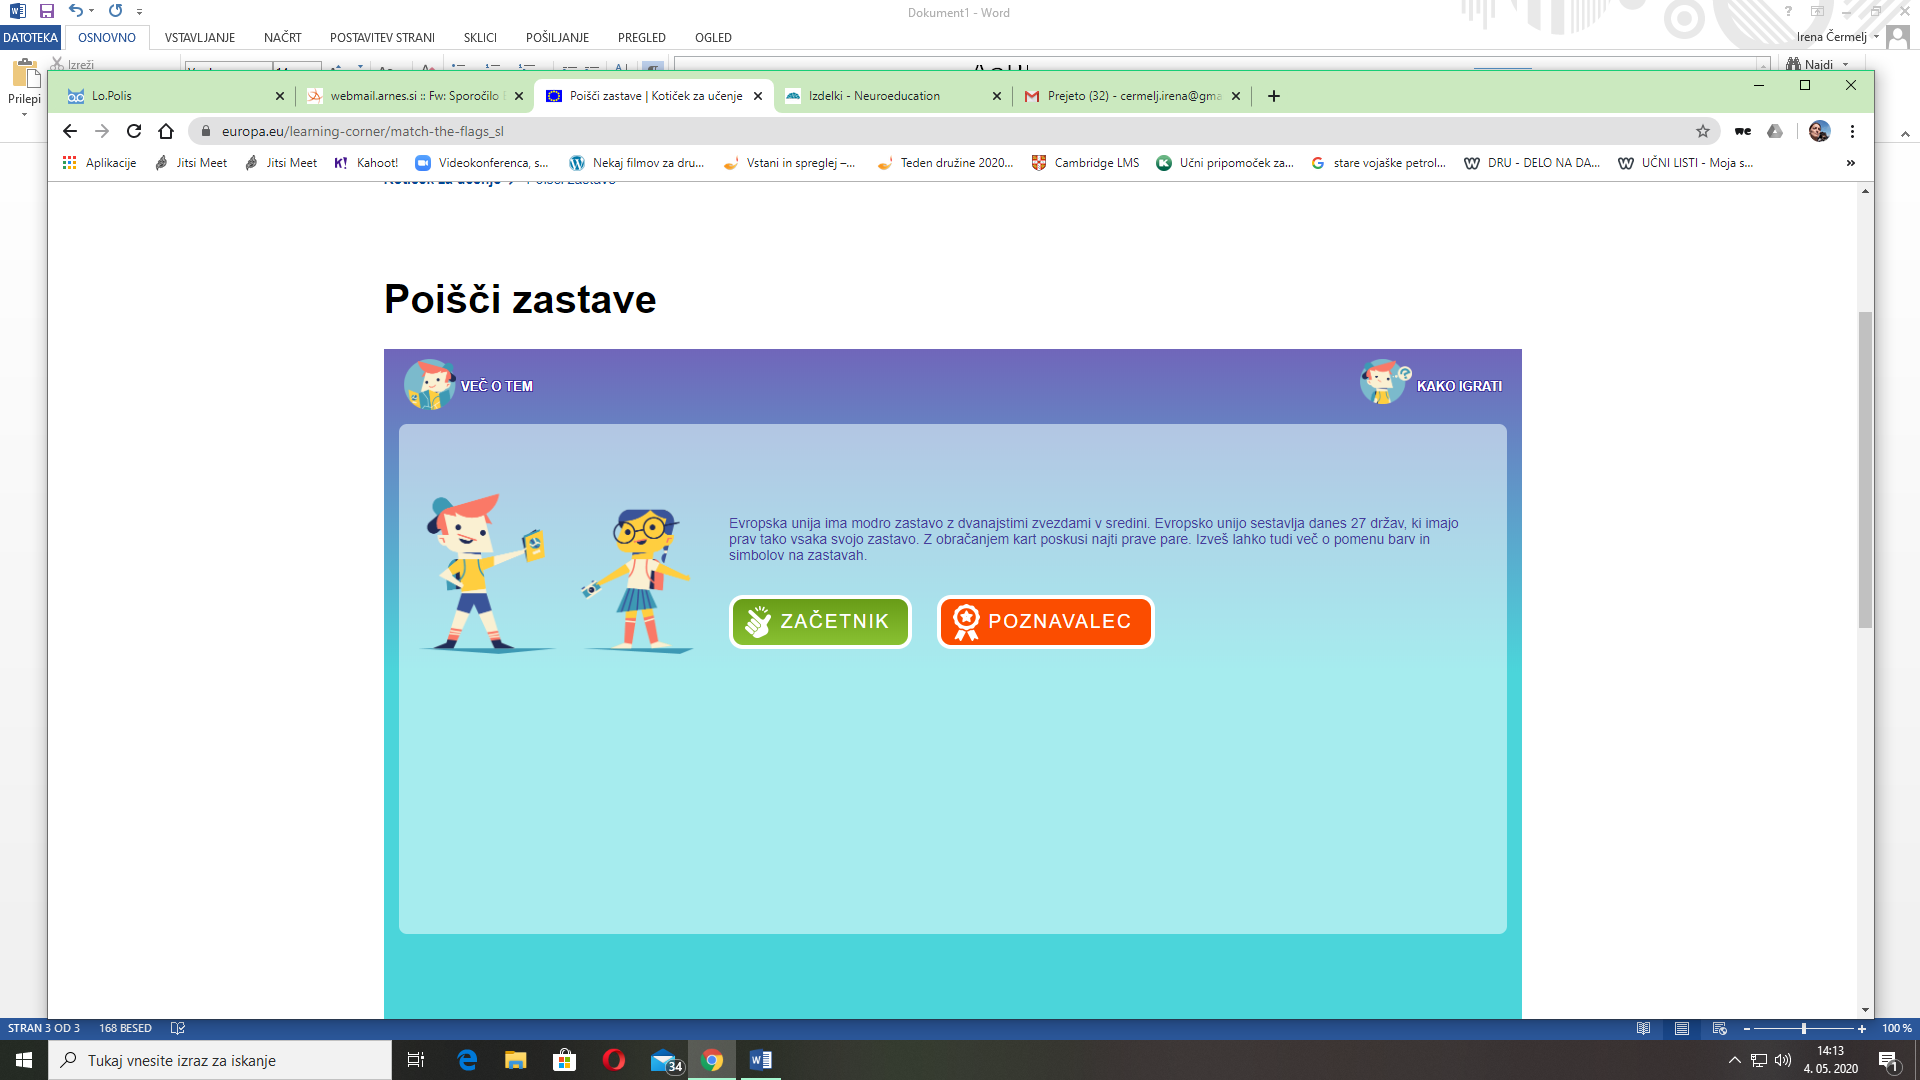 Dokument1 - Word
DATOTEKA OSNOVNO VSTAVLJANJE NAČRT POSTAVITEV STRANI SKLICI POŠILJANJE PREGLED OGLED
Irena Čermelj
Izreži
Najdi
Prilepi
Lo.Polis
webmail.arnes.si :: Fw: Sporočilo
Poišči zastave | Kotiček za učenje
Izdelki - Neuroeducation
Prejeto (32) - cermelj.irena@gma
europa.eu/learning-corner/match-the-flags_sl
Aplikacije
Jitsi Meet
Jitsi Meet
Kahoot!
Videokonferenca, s...
Nekaj filmov za dru...
Vstani in spreglej –...
Teden družine 2020...
Cambridge LMS
Učni pripomoček za...
stare vojaške petrol...
DRU - DELO NA DA...
UČNI LISTI - Moja s...
»
Kotiček za učenje > Poišči zastave
Poišči zastave
VEČ O TEM
KAKO IGRATI
Evropska unija ima modro zastavo z dvanajstimi zvezdami v sredini. Evropsko unijo sestavlja danes 27 držav, ki imajo
prav tako vsaka svojo zastavo. Z obračanjem kart poskusi najti prave pare. Izveš lahko tudi več o pomenu barv in
simbolov na zastavah.
ZAČETNIK
POZNAVALEC
STRAN 3 OD 3 168 BESED
100 %
Tukaj vnesite izraz za iskanje
34
14:13
4. 05. 2020
1